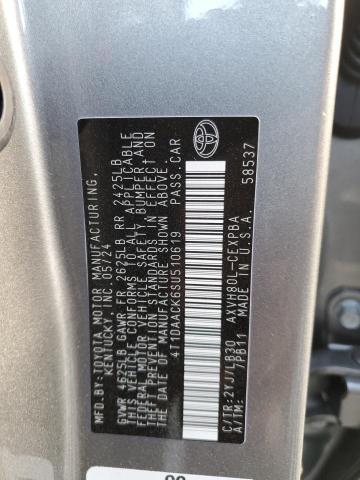 MFD. BY:TOYOTA MOTOR MANUFACTURING,
KENTUCKY, INC. 05/24
GVWR 4625LB GAWR FR 2625LB RR 2425LB
THIS VEHICLE CONFORMS TO ALL APPLICABLE
FEDERAL MOTOR VEHICLE SAFETY, BUMPER AND
THEFT PREVENTION STANDARDS IN EFFECT ON
THE DATE OF MANUFACTURE SHOWN ABOVE.
4T1DAACK6SU510619 PASS.CAR
C/TR:2YJ/LB30 AXVH80L-CEXPBA
A/TM: 78B11 MADE IN U.S.A.
58537